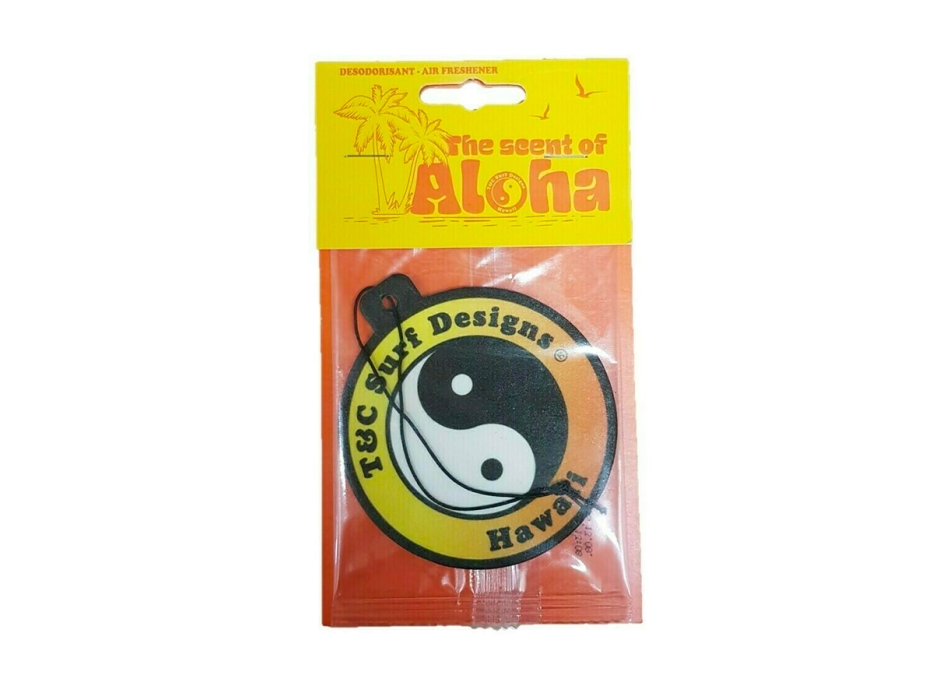 DESODORISANT - AIR FRESHENER
The scent of
Aloha
T&C Surf Designs®
Hawaii